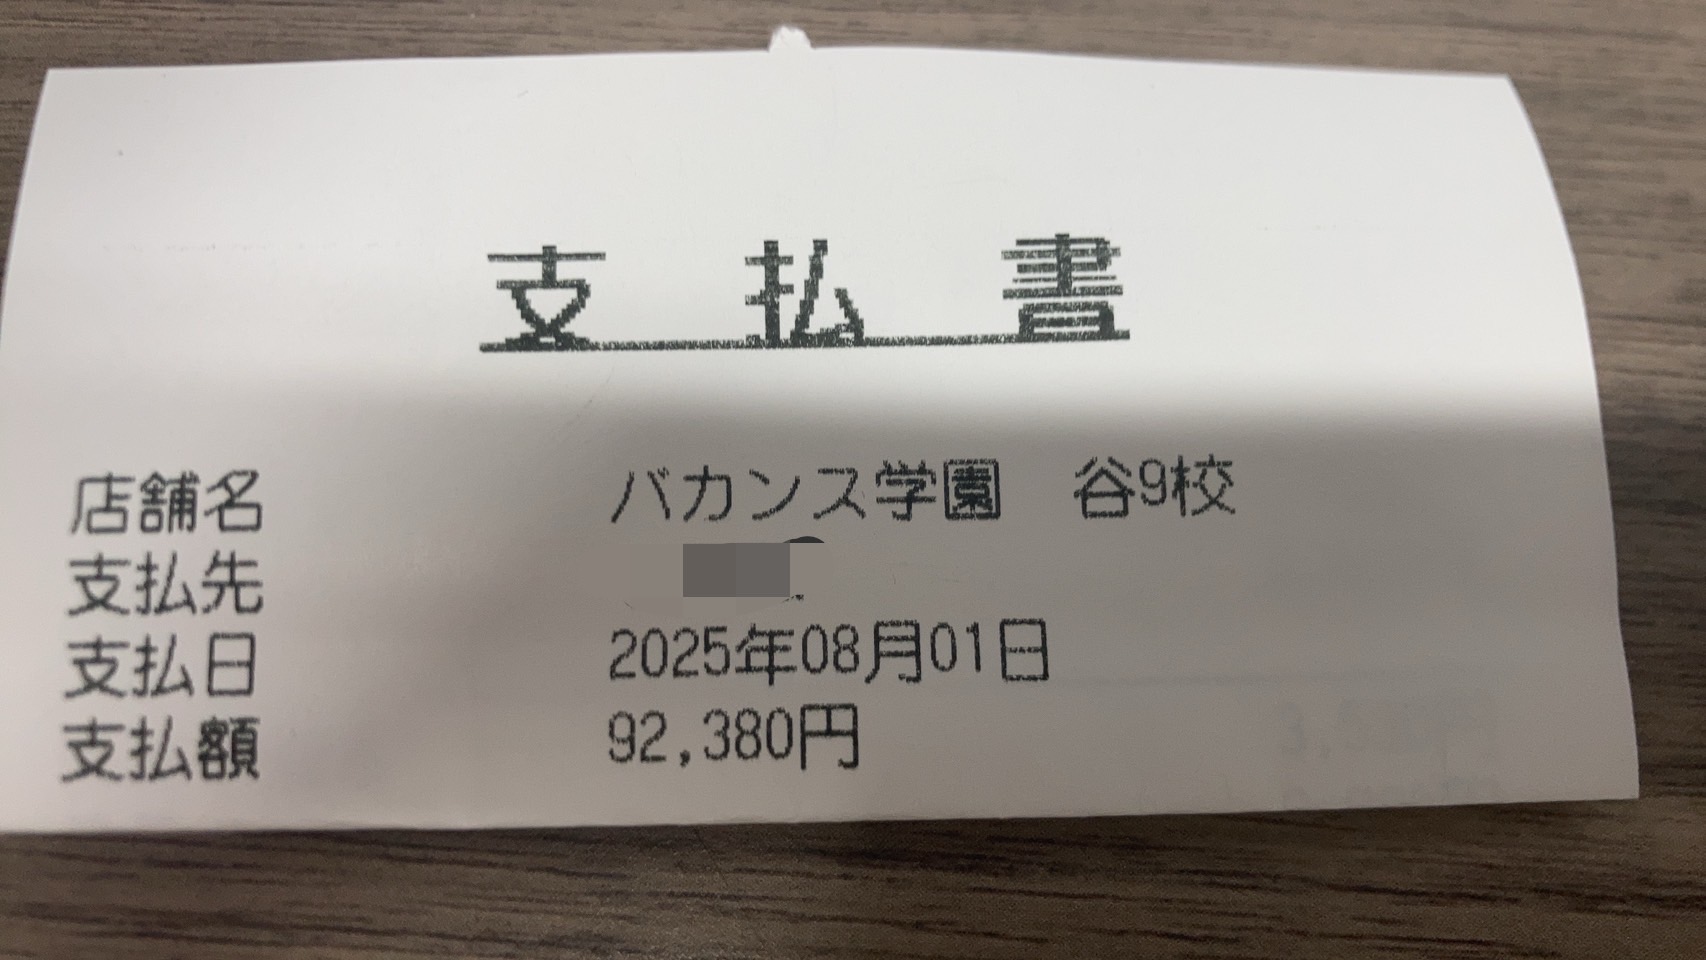 支払書
店舗名 バカンス学園 谷9校
支払先
支払日 2025年08月01日
支払額 92,380円